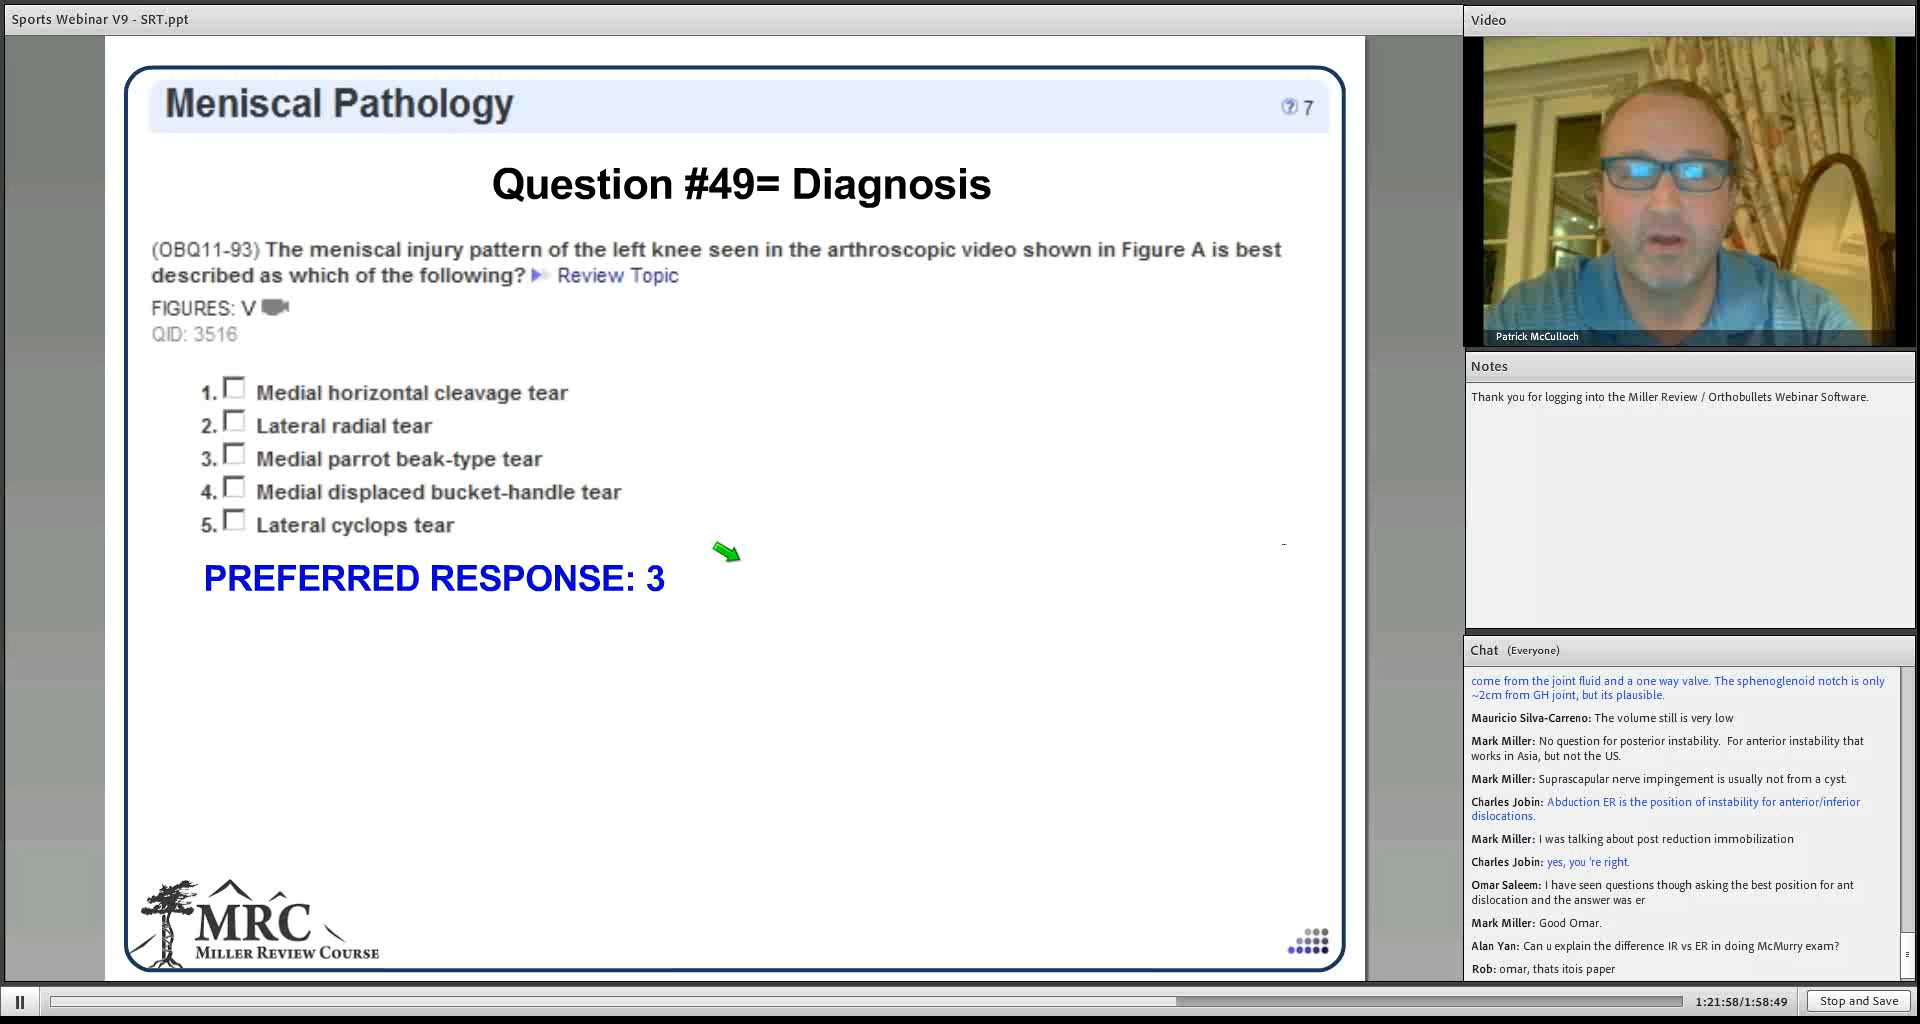 Sports Webinar V9 - SRT.ppt
Meniscal Pathology
7
Question #49= Diagnosis
(OBQ11-93) The meniscal injury pattern of the left knee seen in the arthroscopic video shown in Figure A is best
described as which of the following? Review Topic
FIGURES: V
QID: 3516
1. Medial horizontal cleavage tear
2. Lateral radial tear
3. Medial parrot beak-type tear
4. Medial displaced bucket-handle tear
5. Lateral cyclops tear
PREFERRED RESPONSE: 3
MRC
MILLER REVIEW COURSE
Video
Patrick McCulloch
Notes
Thank you for logging into the Miller Review / Orthobullets Webinar Software.
Chat (Everyone)
come from the joint fluid and a one way valve. The sphenoglenoid notch is only
~2cm from GH joint, but its plausible.
Mauricio Silva-Carreno: The volume still is very low
Mark Miller: No question for posterior instability. For anterior instability that
works in Asia, but not the US.
Mark Miller: Suprascapular nerve impingement is usually not from a cyst.
Charles Jobin: Abduction ER is the position of instability for anterior/inferior
dislocations.
Mark Miller: I was talking about post reduction immobilization
Charles Jobin: yes, you 're right.
Omar Saleem: I have seen questions though asking the best position for ant
dislocation and the answer was er
Mark Miller: Good Omar.
Alan Yan: Can u explain the difference IR vs ER in doing McMurry exam?
Rob: omar, thats itois paper
1:21:58/1:58:49
Stop and Save